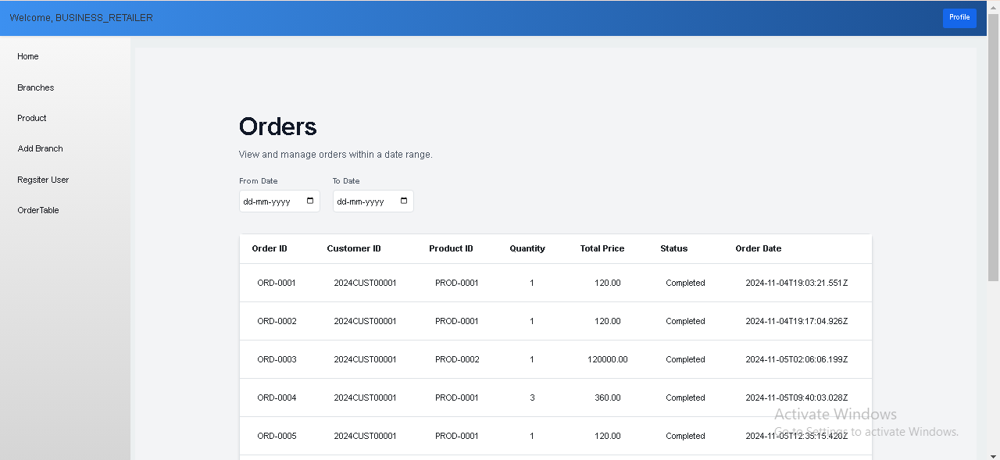 Welcome, BUSINESS_RETAILER
Profile
Home
Branches
Product
Add Branch
Regsiter User
OrderTable
Orders
View and manage orders within a date range.
From Date To Date
dd-mm-yyyy dd-mm-yyyy
Order ID Customer ID Product ID Quantity Total Price Status Order Date
ORD-0001 2024CUST00001 PROD-0001 1 120.00 Completed 2024-11-04T19:03:21.551Z
ORD-0002 2024CUST00001 PROD-0001 1 120.00 Completed 2024-11-04T19:17:04.926Z
ORD-0003 2024CUST00001 PROD-0002 1 120000.00 Completed 2024-11-05T02:06:06.199Z
ORD-0004 2024CUST00001 PROD-0001 3 360.00 Completed 2024-11-05T09:40:03.028Z
Activate Windows
Go to Settings to activate Windows.
ORD-0005 2024CUST00001 PROD-0001 1 120.00 Completed